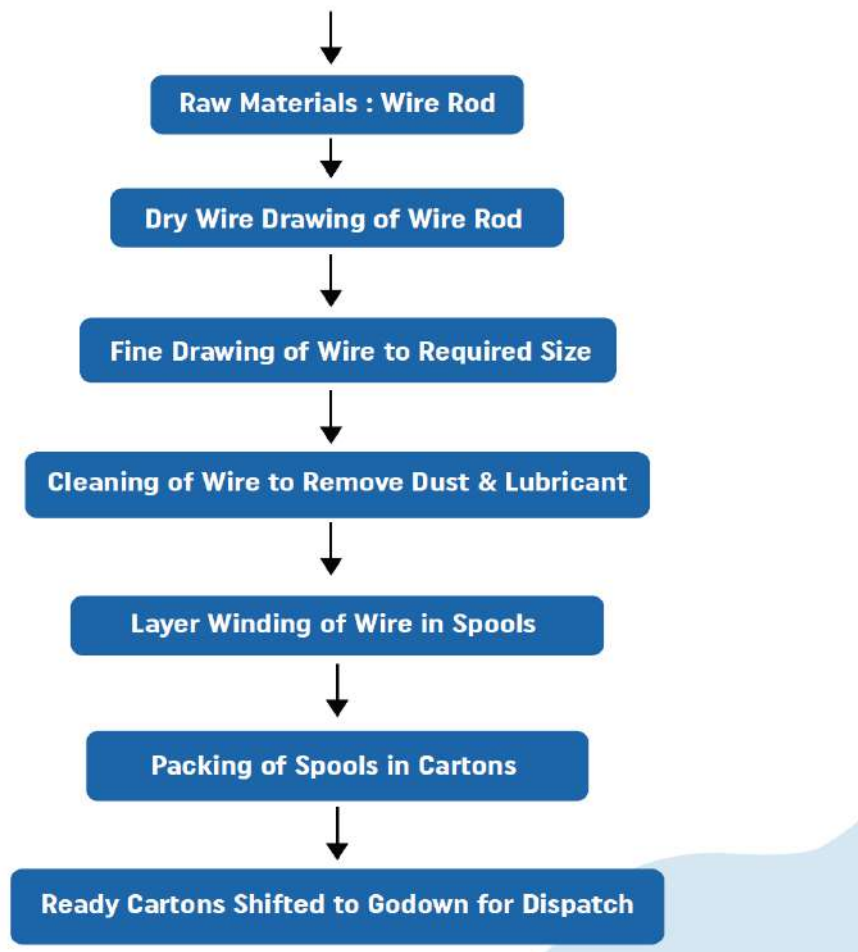 Raw Materials : Wire Rod
Dry Wire Drawing of Wire Rod
Fine Drawing of Wire to Required Size
Cleaning of Wire to Remove Dust & Lubricant
Layer Winding of Wire in Spools
Packing of Spools in Cartons
Ready Cartons Shifted to Godown for Dispatch